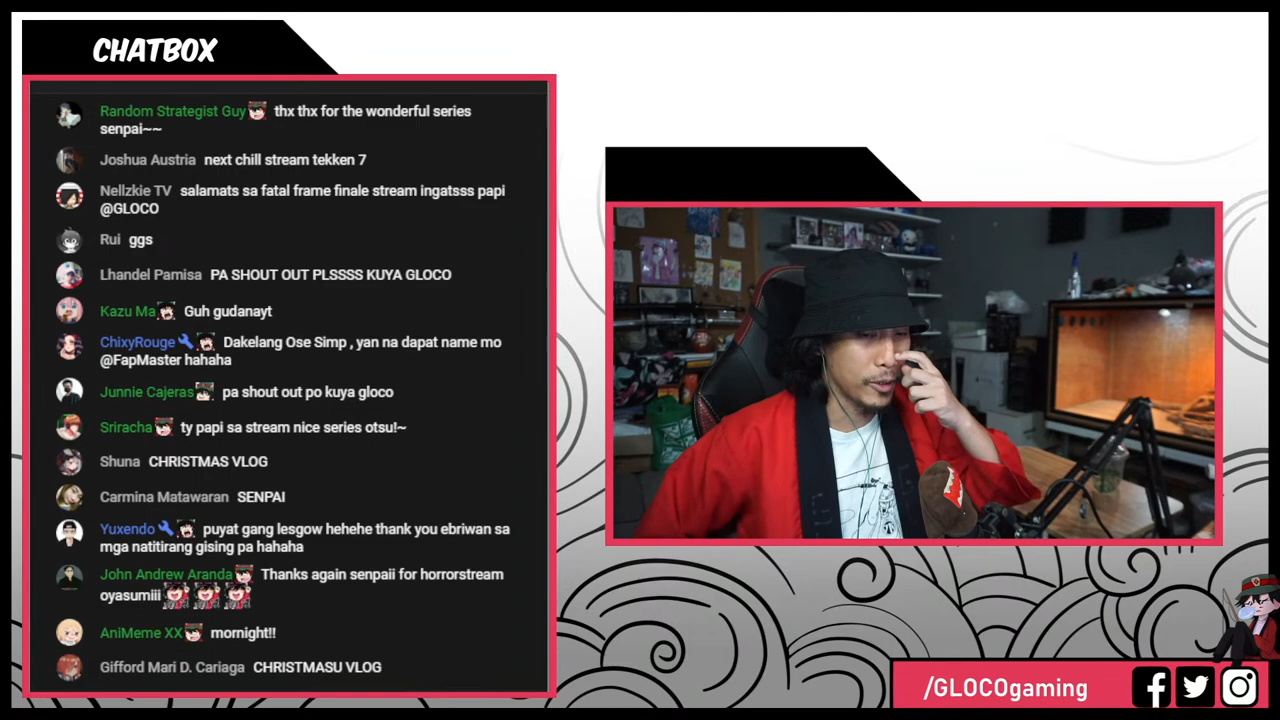 CHATBOX
Random Strategist Guy thx thx for the wonderful series
senpai~~
Joshua Austria next chill stream tekken 7
Nellzkie TV salamats sa fatal frame finale stream ingatsss papi
@GLOCO
Rui ggs
Lhandel Pamisa PA SHOUT OUT PLSSSS KUYA GLOCO
Kazu Ma Guh gudanayt
ChixyRouge Dakelang Ose Simp , yan na dapat name mo
@FapMaster hahaha
Junnie Cajeras pa shout out po kuya gloco
Sriracha ty papi sa stream nice series otsu!~
Shuna CHRISTMAS VLOG
Carmina Matawaran SENPAI
Yuxendo puyat gang lesgow hehehe thank you ebriwan sa
mga natitirang gising pa hahaha
John Andrew Aranda Thanks again senpaii for horrorstream
oyasumiii
AniMeme XX mornight!!
Gifford Mari D. Cariaga CHRISTMASU VLOG
/GLOCOgaming